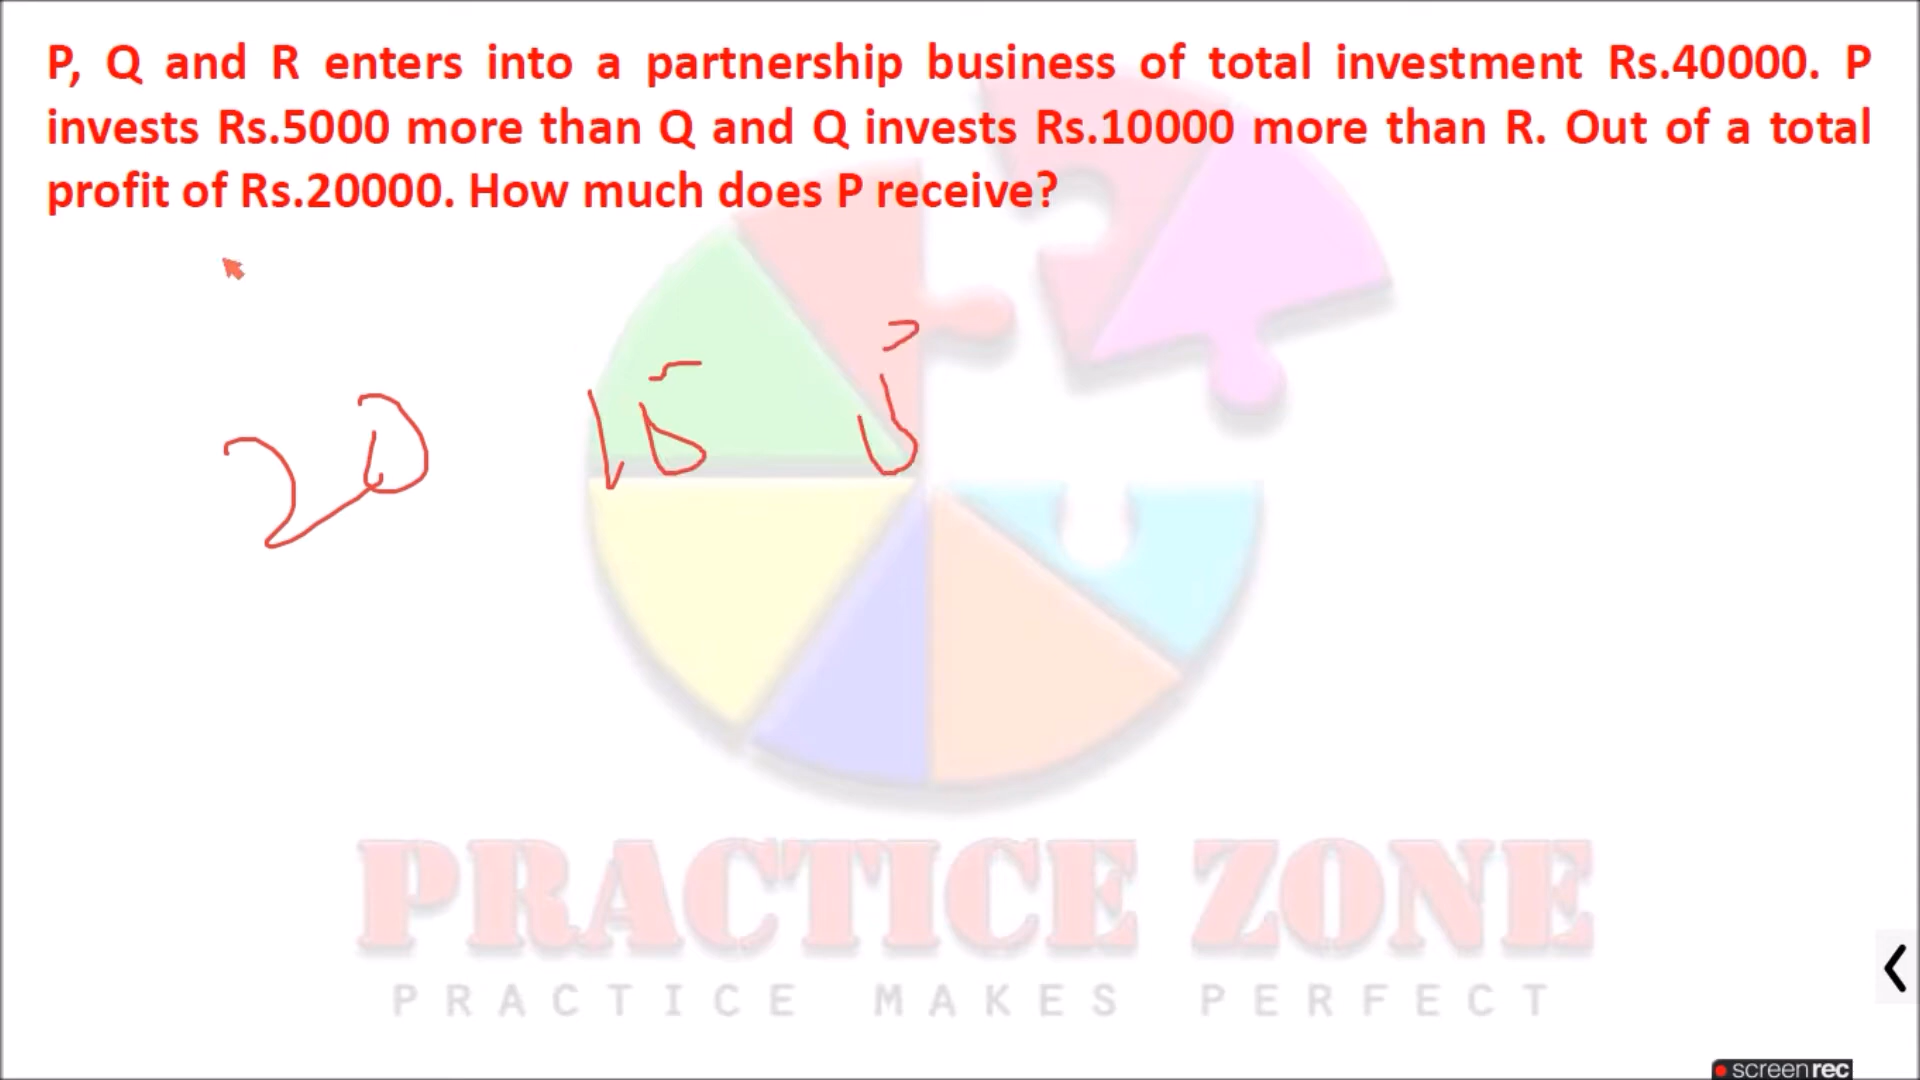 P, Q and R enters into a partnership business of total investment Rs.40000. P
invests Rs.5000 more than Q and Q invests Rs.10000 more than R. Out of a total
profit of Rs.20000. How much does P receive?
20 15 5
PRACTICE ZONE
PRACTICE MAKES PERFECT
screenrec